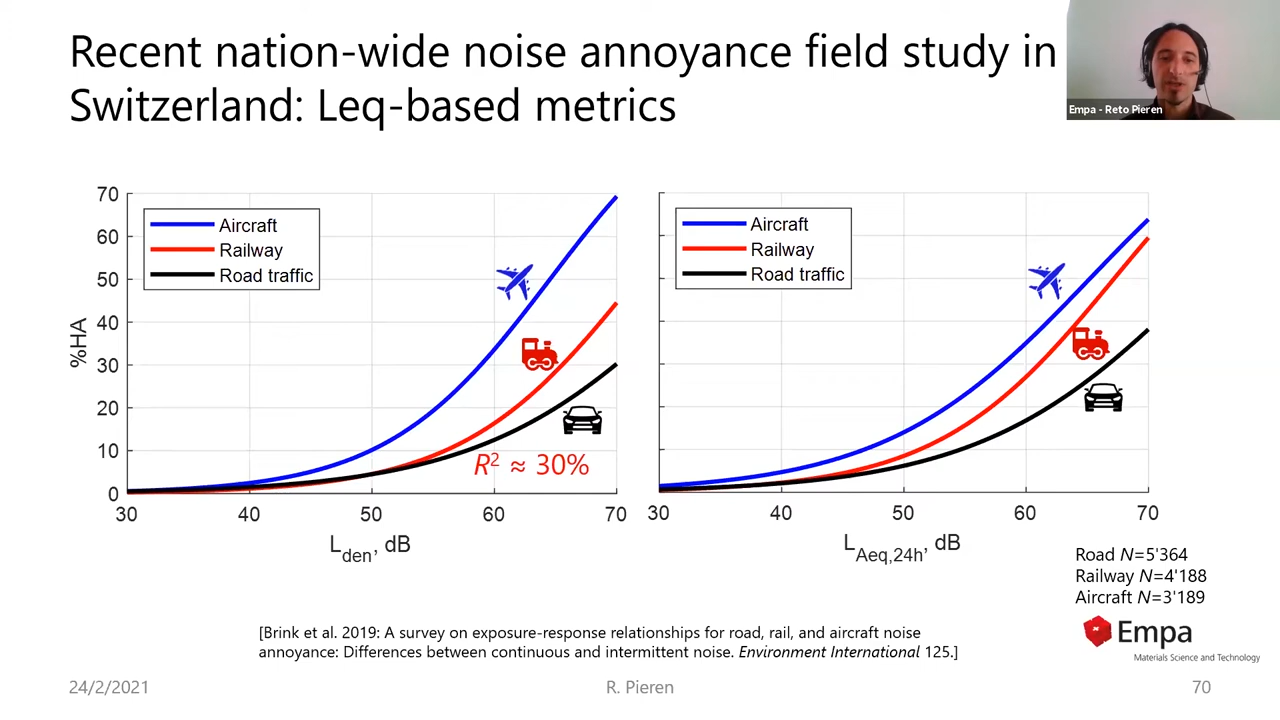 Recent nation-wide noise annoyance field study in
Switzerland: Leq-based metrics
Empa - Reto Pieren
%HA
70
60
50
40
30
20
10
0
Aircraft
Railway
Road traffic
R² ≈ 30%
30 40 50 60 70
Lden, dB
Aircraft
Railway
Road traffic
30 40 50 60 70
LAeq,24h, dB
Road N=5'364
Railway N=4'188
Aircraft N=3'189
[Brink et al. 2019: A survey on exposure-response relationships for road, rail, and aircraft noise
annoyance: Differences between continuous and intermittent noise. Environment International 125.]
Empa
Materials Science and Technology
24/2/2021
R. Pieren
70